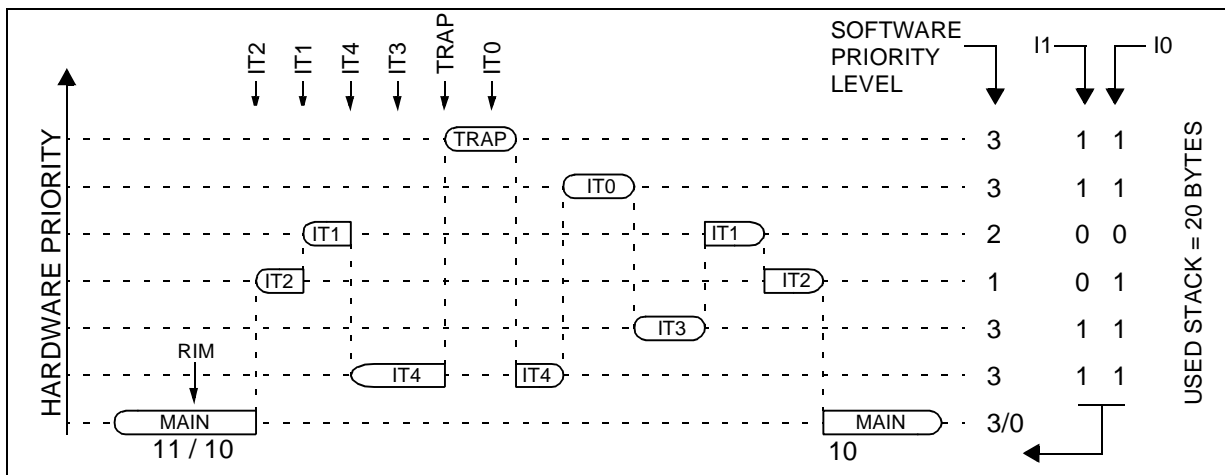 IT2
IT1
IT4
IT3
TRAP
IT0
SOFTWARE
PRIORITY
LEVEL
I1
I0
HARDWARE PRIORITY
TRAP
3
1 1
IT0
3
1 1
IT1
IT1
2
0 0
IT2
IT2
1
0 1
IT3
3
1 1
RIM
IT4
IT4
3
1 1
MAIN
MAIN
3/0
11 / 10
10
USED STACK = 20 BYTES